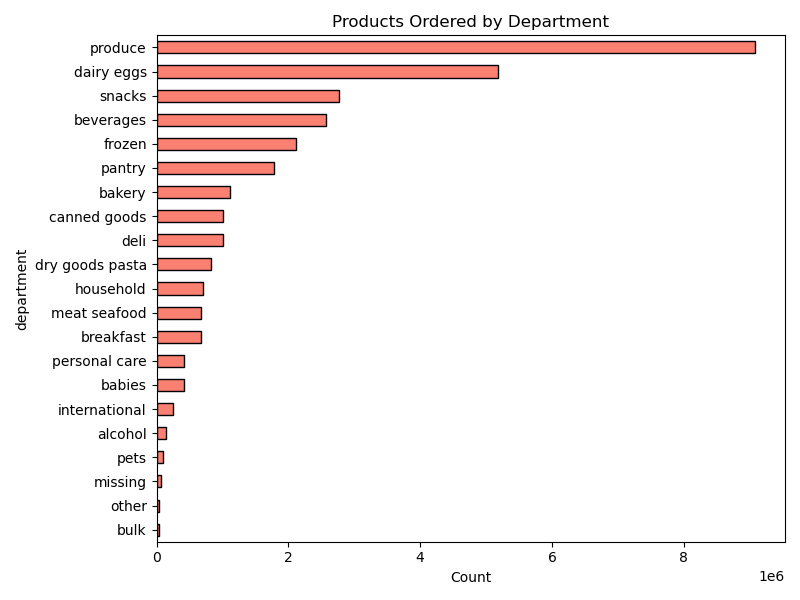 Products Ordered by Department
produce
dairy eggs
snacks
beverages
frozen
pantry
bakery
canned goods
deli
dry goods pasta
household
meat seafood
breakfast
personal care
babies
international
alcohol
pets
missing
other
bulk
department
0 2 4 6 8
1e6
Count